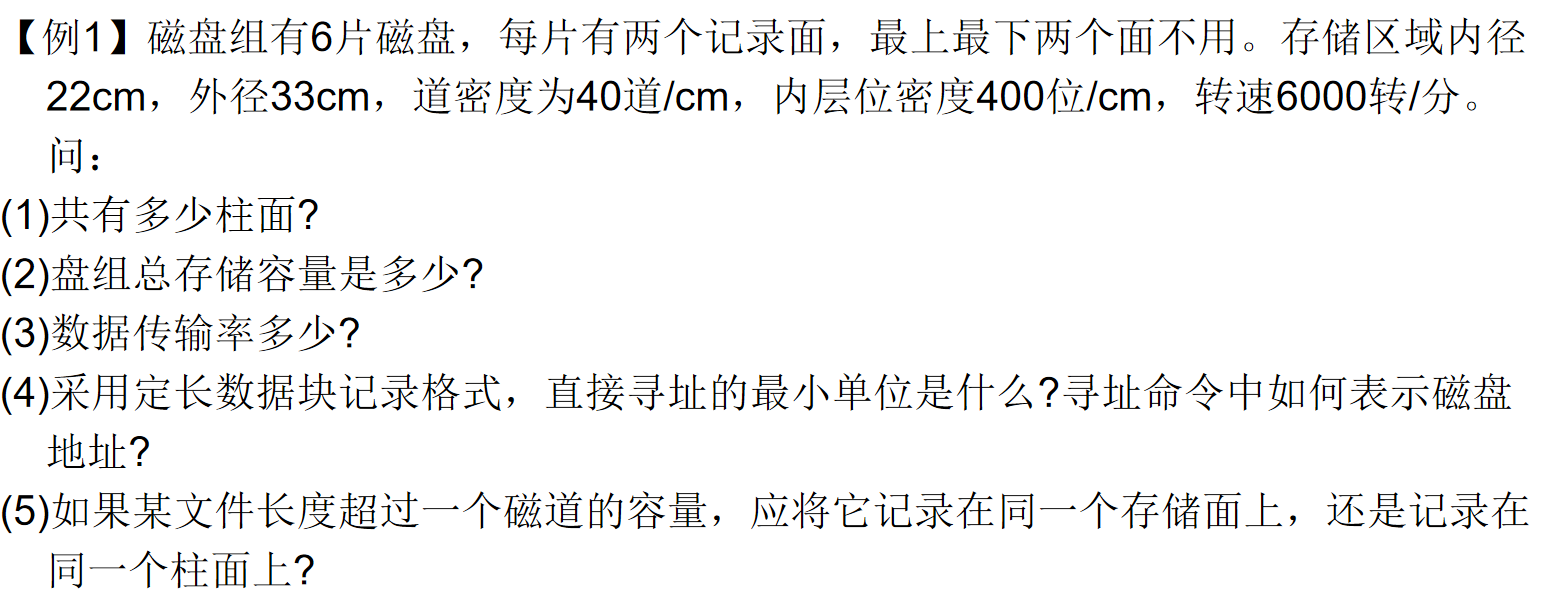 【例1】磁盘组有6片磁盘，每片有两个记录面，最上最下两个面不用。存储区域内径
22cm，外径33cm，道密度为40道/cm，内层位密度400位/cm，转速6000转/分。
问：
(1)共有多少柱面?
(2)盘组总存储容量是多少?
(3)数据传输率多少?
(4)采用定长数据块记录格式，直接寻址的最小单位是什么?寻址命令中如何表示磁盘
地址?
(5)如果某文件长度超过一个磁道的容量，应将它记录在同一个存储面上，还是记录在
同一个柱面上?